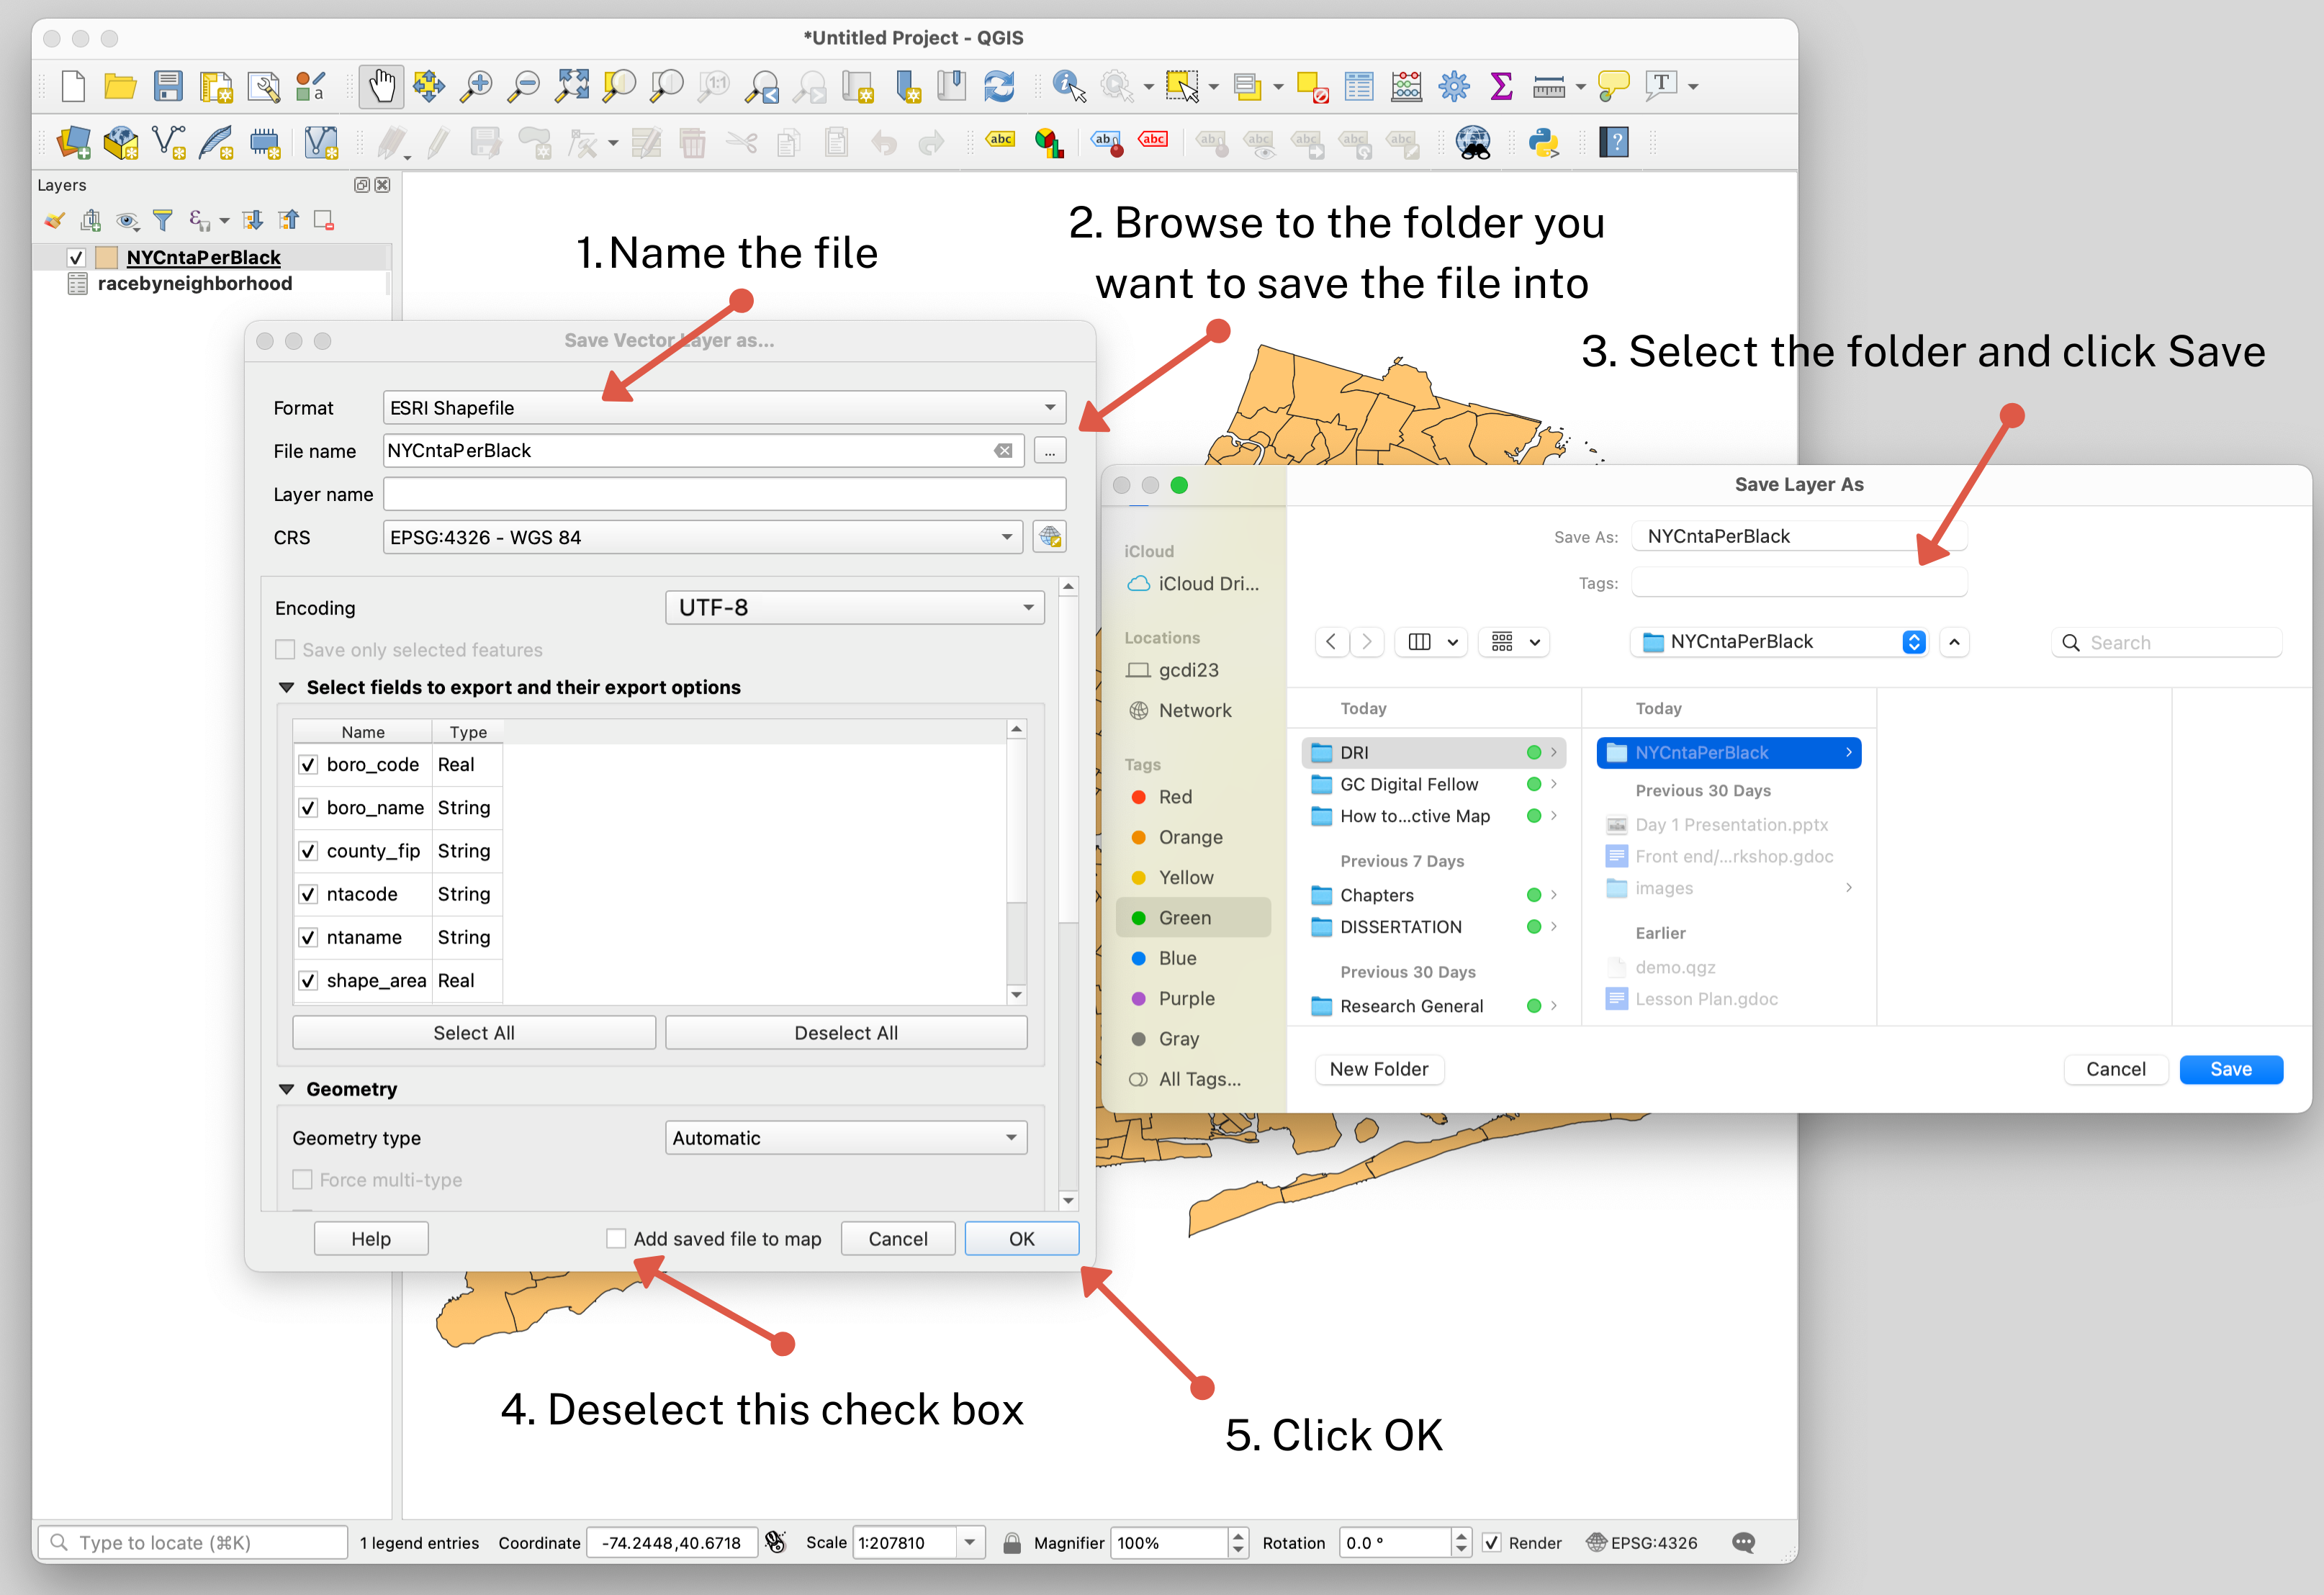 *Untitled Project - QGIS
Layers
NYCntaPerBlack
racebyneighborhood
1. Name the file
2. Browse to the folder you
want to save the file into
3. Select the folder and click Save
Save Vector Layer as...
Format
ESRI Shapefile
File name
NYCntaPerBlack
...
Layer name
CRS
EPSG:4326 - WGS 84
Encoding
UTF-8
Save only selected features
Select fields to export and their export options
Name Type
boro_code Real
boro_name String
county_fip String
ntacode String
ntaname String
shape_area Real
Select All
Deselect All
Geometry
Geometry type
Automatic
Force multi-type
Help
Add saved file to map
Cancel
OK
Save Layer As
Save As:
NYCntaPerBlack
Tags:
iCloud
iCloud Dri...
Locations
gcdi23
Network
Tags
Red
Orange
Yellow
Green
Blue
Purple
Gray
All Tags...
NYCntaPerBlack
Search
Today
DRI
GC Digital Fellow
How to...ctive Map
Previous 7 Days
Chapters
DISSERTATION
Previous 30 Days
Research General
Today
NYCntaPerBlack
Previous 30 Days
Day 1 Presentation.pptx
Front end/...rkshop.gdoc
images
Earlier
demo.qgz
Lesson Plan.gdoc
New Folder
Cancel
Save
4. Deselect this check box
5. Click OK
Type to locate (⌘K)
1 legend entries
Coordinate
-74.2448,40.6718
Scale
1:207810
Magnifier
100%
Rotation
0.0 °
Render
EPSG:4326